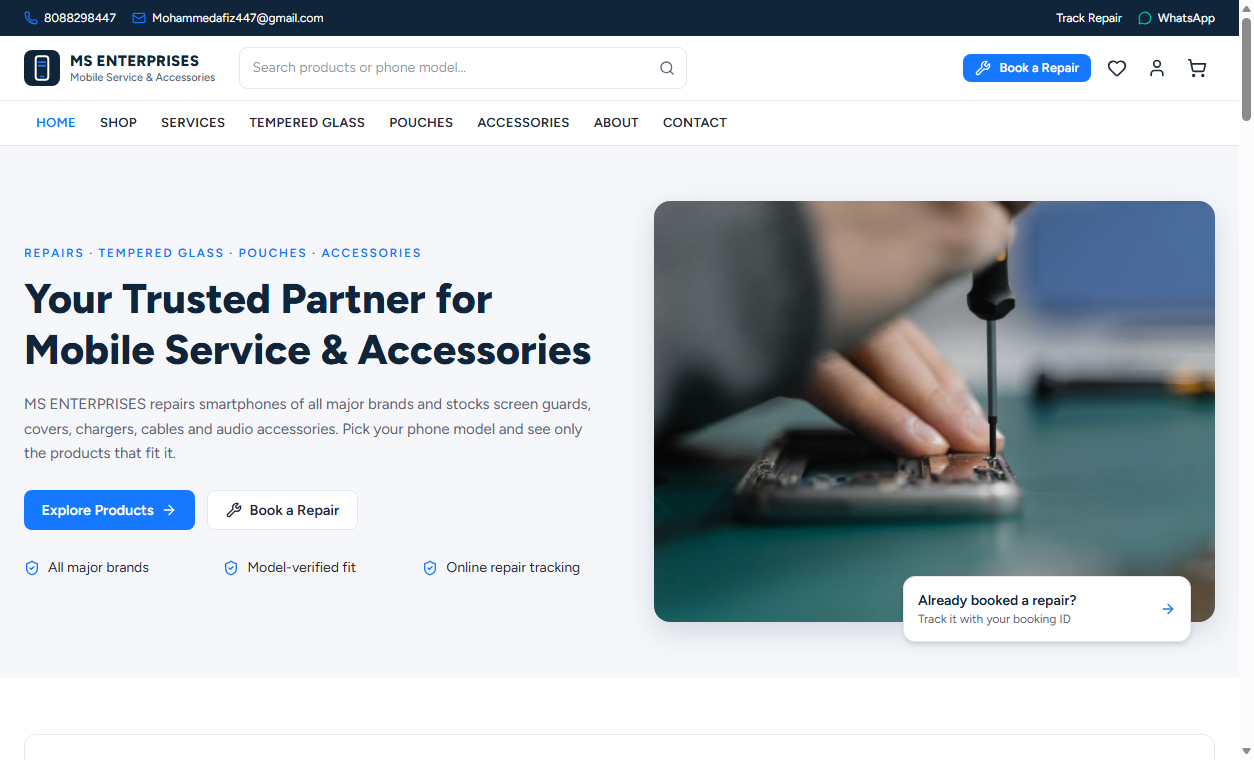 8088298447 Mohammedafiz447@gmail.com Track Repair WhatsApp
MS ENTERPRISES
Mobile Service & Accessories
Search products or phone model...
Book a Repair
HOME SHOP SERVICES TEMPERED GLASS POUCHES ACCESSORIES ABOUT CONTACT
REPAIRS · TEMPERED GLASS · POUCHES · ACCESSORIES
Your Trusted Partner for
Mobile Service & Accessories
MS ENTERPRISES repairs smartphones of all major brands and stocks screen guards,
covers, chargers, cables and audio accessories. Pick your phone model and see only
the products that fit it.
Explore Products Book a Repair
All major brands Model-verified fit Online repair tracking
Already booked a repair?
Track it with your booking ID